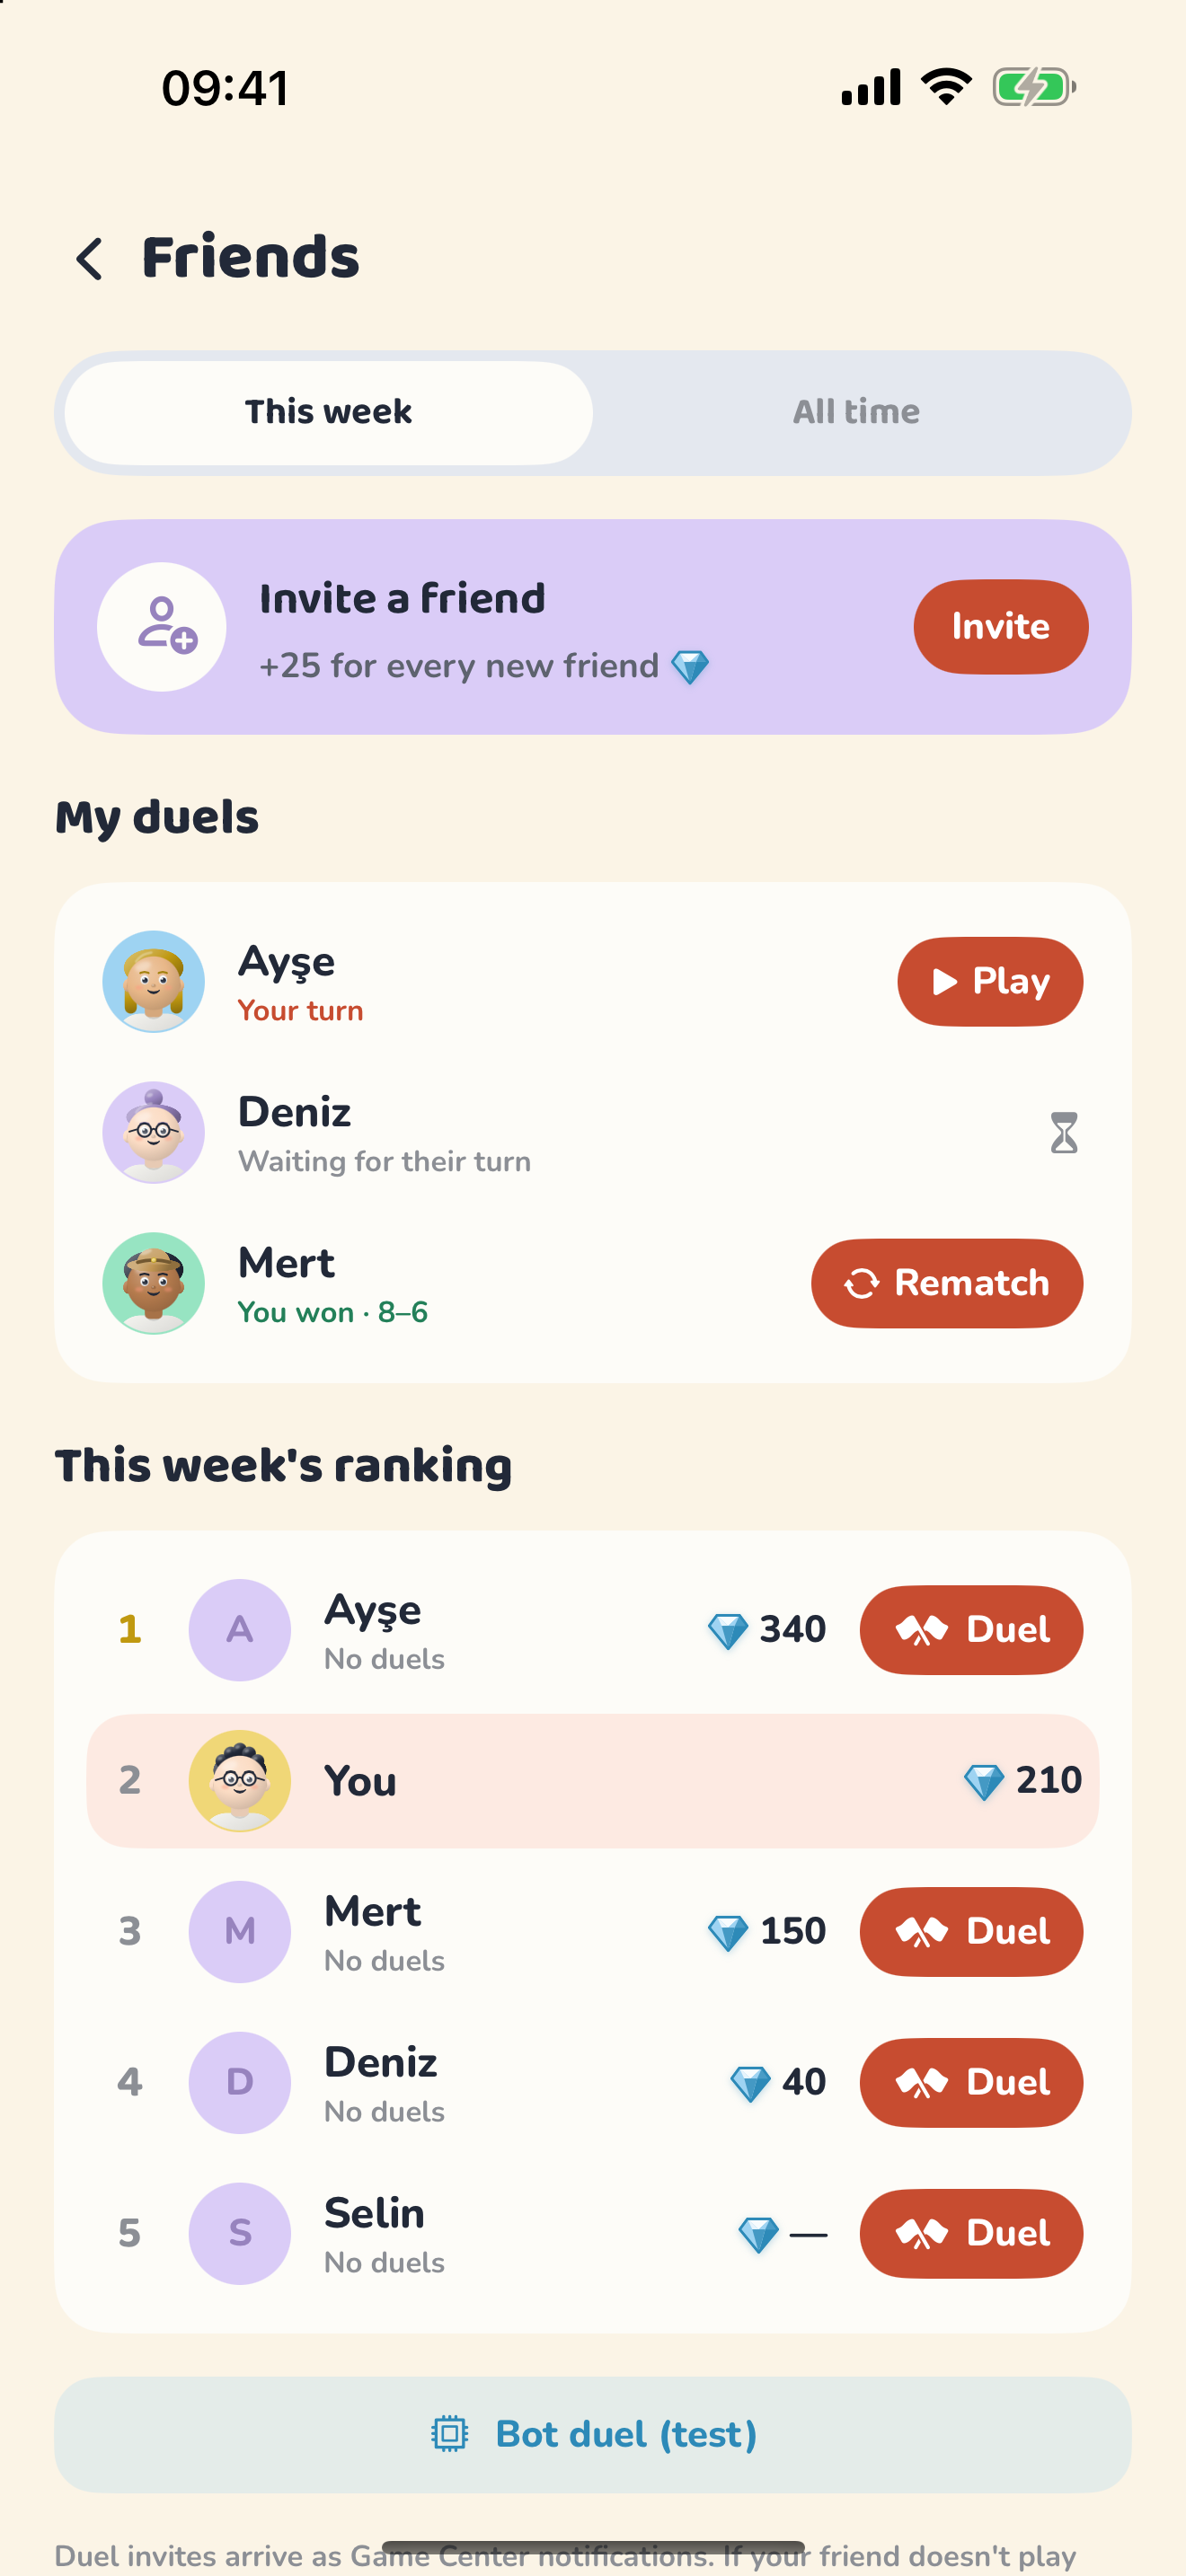 09:41
Friends
This week
All time
Invite a friend
+25 for every new friend
Invite
My duels
Ayşe
Your turn
Play
Deniz
Waiting for their turn
Mert
You won · 8–6
Rematch
This week's ranking
1
A
Ayşe
No duels
340
Duel
2
You
210
3
M
Mert
No duels
150
Duel
4
D
Deniz
No duels
40
Duel
5
S
Selin
No duels
—
Duel
Bot duel (test)
Duel invites arrive as Game Center notifications. If your friend doesn't play